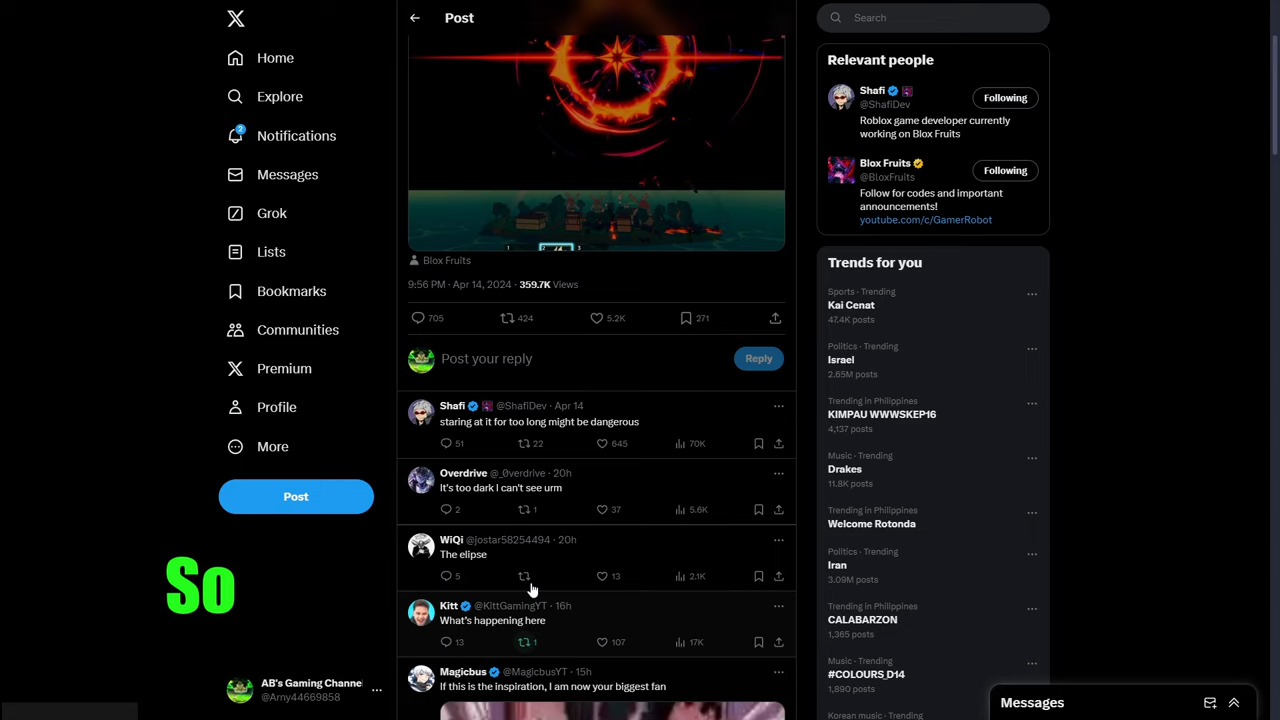 Home
Explore
2
Notifications
Messages
Grok
Lists
Bookmarks
Communities
Premium
Profile
More
Post
So
AB's Gaming Channe
@Arny44669858
Post
1 2 3
Blox Fruits
9:56 PM · Apr 14, 2024 · 359.7K Views
705 424 5.2K 271
Post your reply
Reply
Shafi @ShafiDev · Apr 14
staring at it for too long might be dangerous
51 22 645 70K
Overdrive @_0verdrive · 20h
It's too dark I can't see urm
2 1 37 5.6K
WiQi @jostar58254494 · 20h
The elipse
5 13 2.1K
Kitt @KittGamingYT · 16h
What's happening here
13 1 107 17K
Magicbus @MagicbusYT · 15h
If this is the inspiration, I am now your biggest fan
Search
Relevant people
Shafi
@ShafiDev
Following
Roblox game developer currently
working on Blox Fruits
Blox Fruits
@BloxFruits
Following
Follow for codes and important
announcements!
youtube.com/c/GamerRobot
Trends for you
Sports · Trending
Kai Cenat
47.4K posts
Politics · Trending
Israel
2.65M posts
Trending in Philippines
KIMPAU WWWSKEP16
4,137 posts
Music · Trending
Drakes
11.8K posts
Trending in Philippines
Welcome Rotonda
Politics · Trending
Iran
3.09M posts
Trending in Philippines
CALABARZON
1,365 posts
Music · Trending
#COLOURS_D14
1,890 posts
Korean music · Trending
Messages